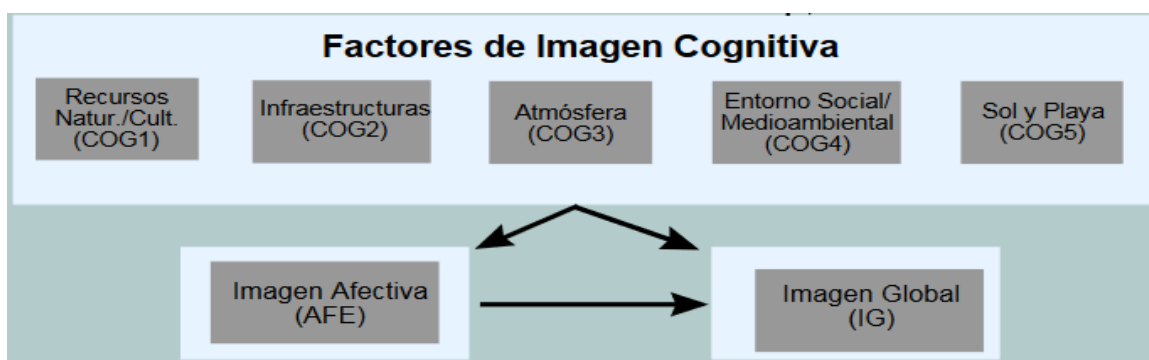 Factores de Imagen Cognitiva
Recursos
Natur./Cult.
(COG1)
Infraestructuras
(COG2)
Atmósfera
(COG3)
Entorno Social/
Medioambiental
(COG4)
Sol y Playa
(COG5)
Imagen Afectiva
(AFE)
Imagen Global
(IG)